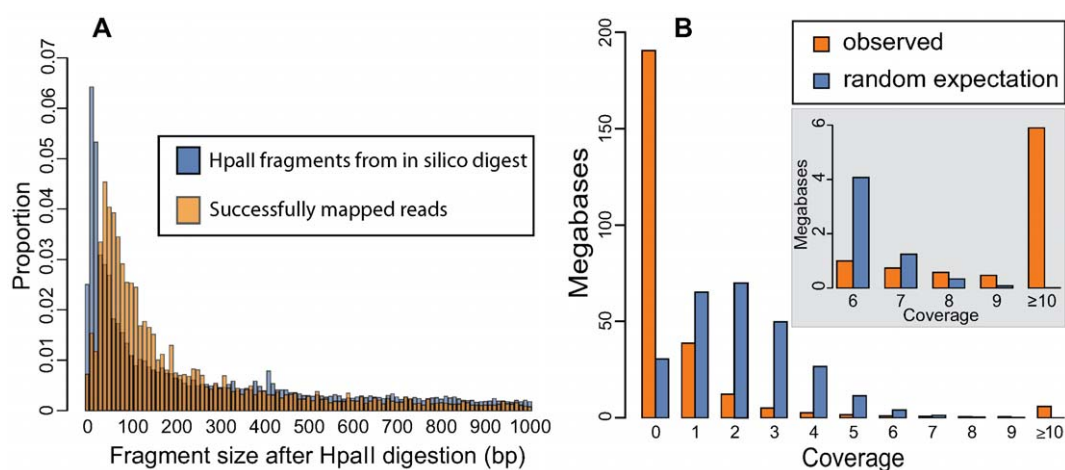 A
0.07
0.06
0.05
0.04
0.03
0.02
0.01
0
Proportion
HpaII fragments from in silico digest
Successfully mapped reads
0 100 200 300 400 500 600 700 800 900 1000
Fragment size after HpaII digestion (bp)
B
200
150
100
50
0
Megabases
observed
random expectation
6
4
2
0
Megabases
6 7 8 9 ≥10
Coverage
0 1 2 3 4 5 6 7 8 9 ≥10
Coverage